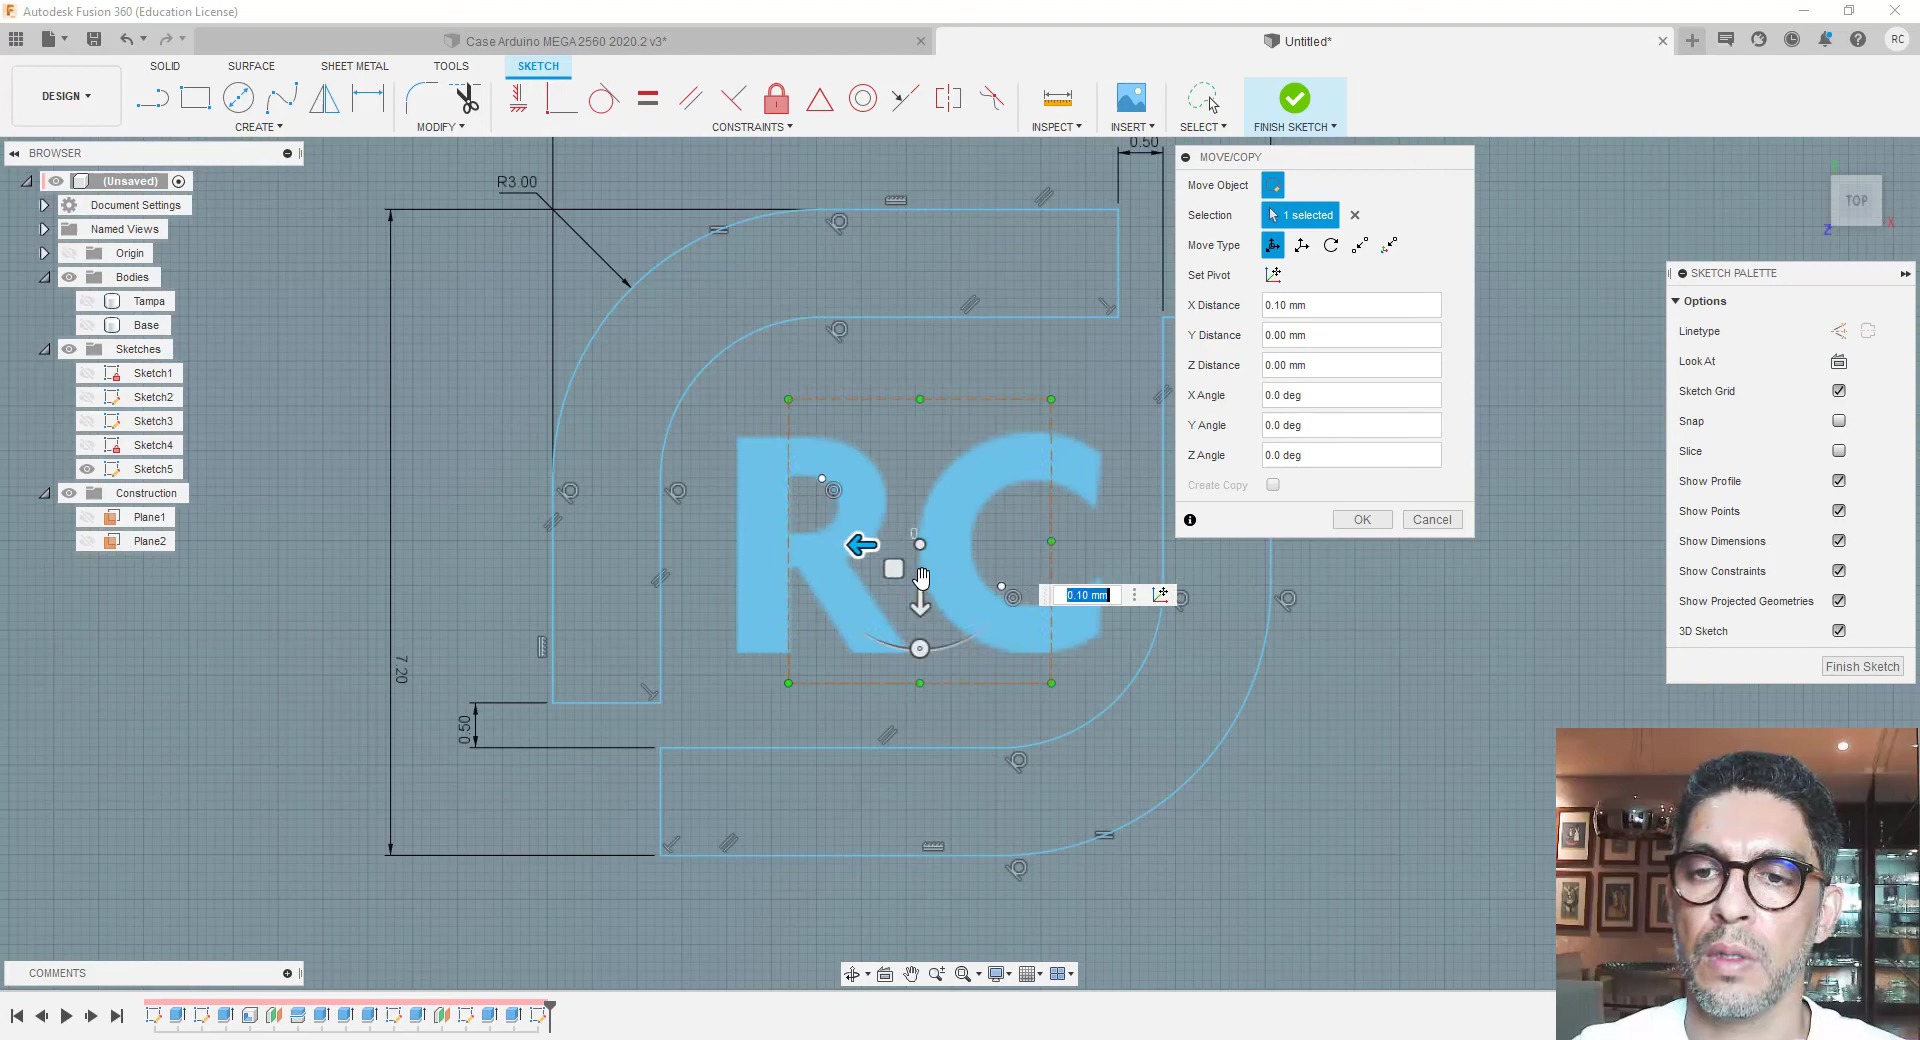 Autodesk Fusion 360 (Education License)
Case Arduino MEGA 2560 2020.2 v3*
Untitled*
RC
DESIGN
SOLID
SURFACE
SHEET METAL
TOOLS
SKETCH
CREATE
MODIFY
CONSTRAINTS
INSPECT
INSERT
SELECT
FINISH SKETCH
BROWSER
(Unsaved)
Document Settings
Named Views
Origin
Bodies
Tampa
Base
Sketches
Sketch1
Sketch2
Sketch3
Sketch4
Sketch5
Construction
Plane1
Plane2
R3.00
0.50
7.20
0.50
RC
0
0.10 mm
MOVE/COPY
Move Object
Selection
1 selected
Move Type
Set Pivot
X Distance
0.10 mm
Y Distance
0.00 mm
Z Distance
0.00 mm
X Angle
0.0 deg
Y Angle
0.0 deg
Z Angle
0.0 deg
Create Copy
OK
Cancel
TOP
Z
X
SKETCH PALETTE
Options
Linetype
Look At
Sketch Grid
Snap
Slice
Show Profile
Show Points
Show Dimensions
Show Constraints
Show Projected Geometries
3D Sketch
Finish Sketch
COMMENTS